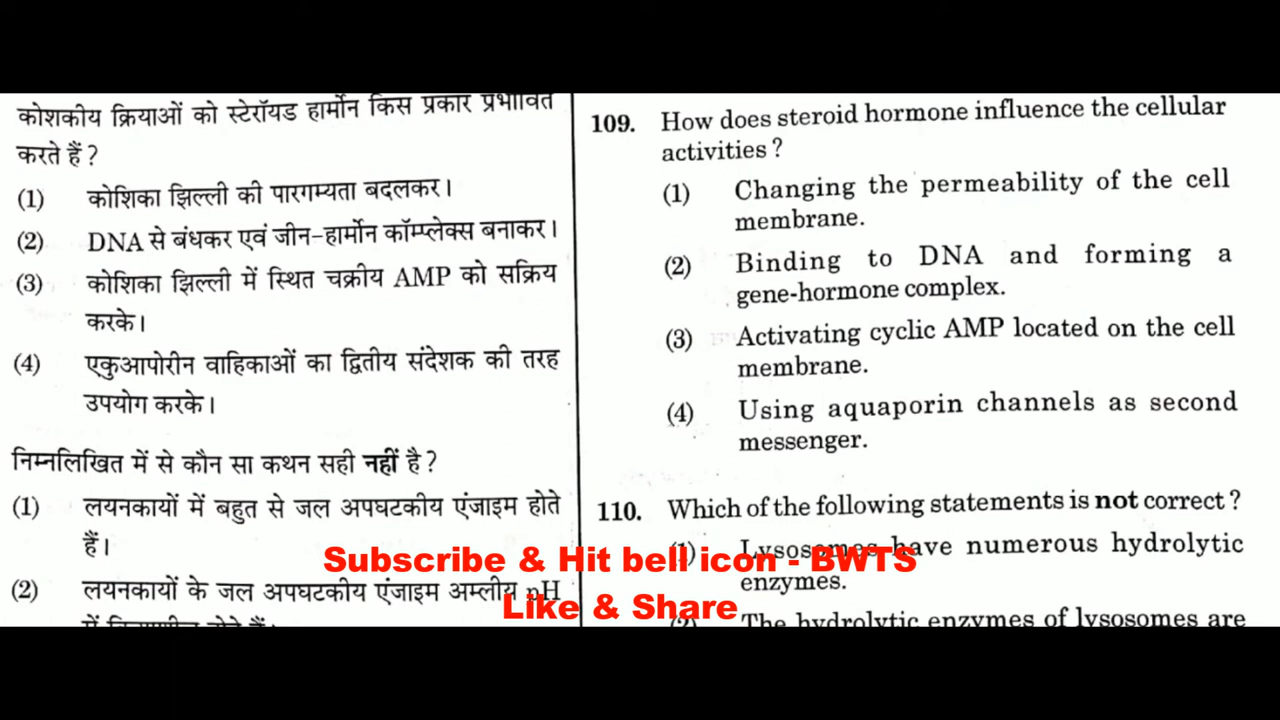 कोशकीय क्रियाओं को स्टेरॉयड हार्मोन किस प्रकार प्रभावित
करते हैं ?
(1) कोशिका झिल्ली की पारगम्यता बदलकर।
(2) DNA से बंधकर एवं जीन-हार्मोन कॉम्प्लेक्स बनाकर।
(3) कोशिका झिल्ली में स्थित चक्रीय AMP को सक्रिय
करके।
(4) एकुआपोरीन वाहिकाओं का द्वितीय संदेशक की तरह
उपयोग करके।
निम्नलिखित में से कौन सा कथन सही नहीं है ?
(1) लयनकायों में बहुत से जल अपघटकीय एंजाइम होते
हैं।
(2) लयनकायों के जल अपघटकीय एंजाइम अम्लीय pH
में होते हैं।
109. How does steroid hormone influence the cellular
activities ?
(1) Changing the permeability of the cell
membrane.
(2) Binding to DNA and forming a
gene-hormone complex.
(3) Activating cyclic AMP located on the cell
membrane.
(4) Using aquaporin channels as second
messenger.
110. Which of the following statements is not correct ?
(1) Lysosomes have numerous hydrolytic
enzymes.
(2) The hydrolytic enzymes of lysosomes are
Subscribe & Hit bell icon - BWTS
Like & Share